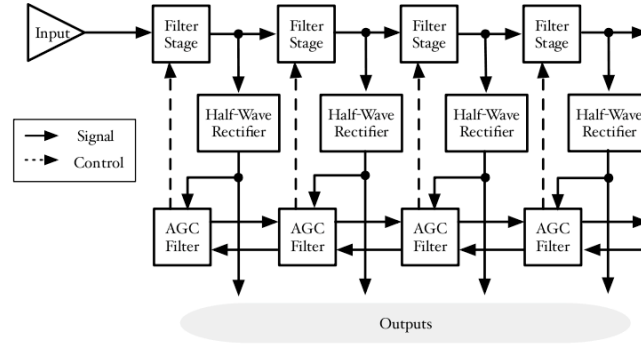 Input
Filter
Stage
Filter
Stage
Filter
Stage
Filter
Stage
Half-Wave
Rectifier
Half-Wave
Rectifier
Half-Wave
Rectifier
Half-Wave
Rectifier
Signal
Control
AGC
Filter
AGC
Filter
AGC
Filter
AGC
Filter
Outputs